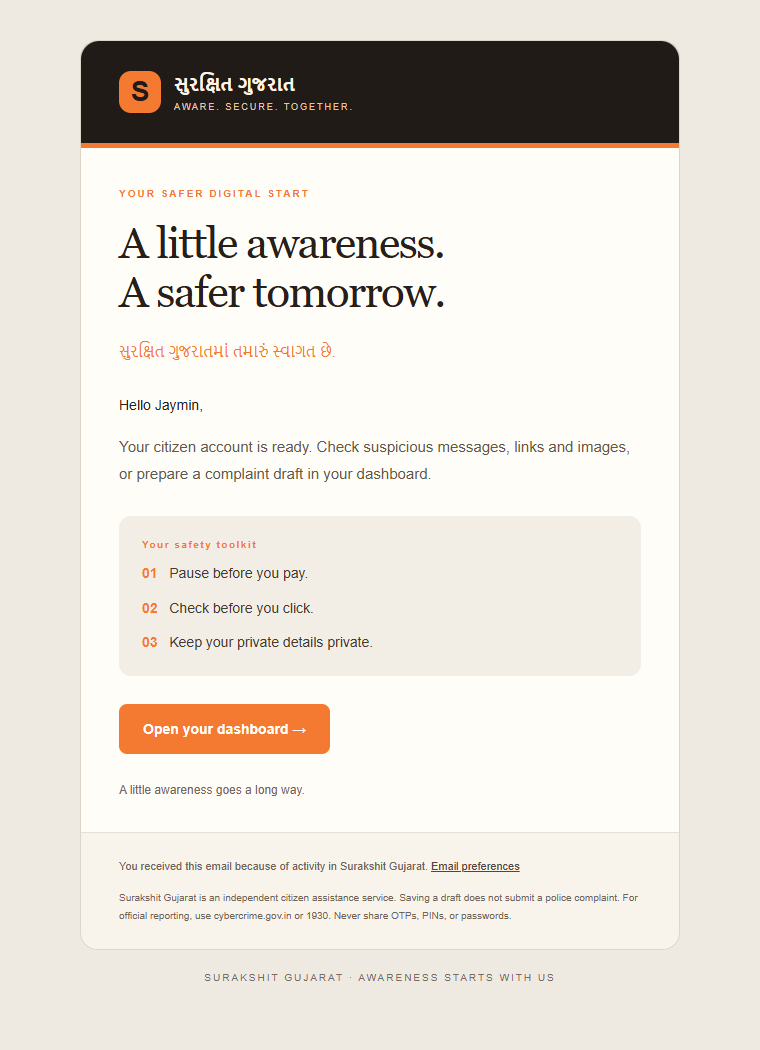 S
સુરક્ષિત ગુજરાત
AWARE. SECURE. TOGETHER.
YOUR SAFER DIGITAL START
A little awareness.
A safer tomorrow.
સુરક્ષિત ગુજરાતમાં તમારું સ્વાગત છે.
Hello Jaymin,
Your citizen account is ready. Check suspicious messages, links and images,
or prepare a complaint draft in your dashboard.
Your safety toolkit
01 Pause before you pay.
02 Check before you click.
03 Keep your private details private.
Open your dashboard →
A little awareness goes a long way.
You received this email because of activity in Surakshit Gujarat. Email preferences
Surakshit Gujarat is an independent citizen assistance service. Saving a draft does not submit a police complaint. For
official reporting, use cybercrime.gov.in or 1930. Never share OTPs, PINs, or passwords.
SURAKSHIT GUJARAT · AWARENESS STARTS WITH US